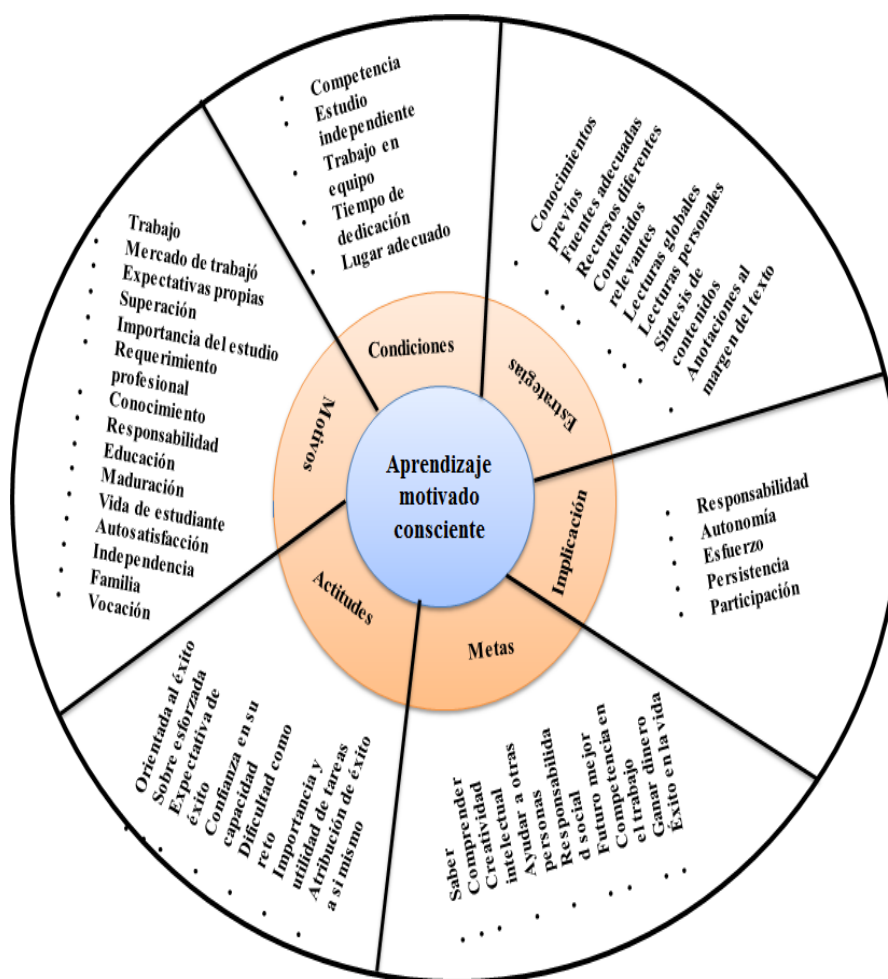 Aprendizaje
motivado
consciente
Condiciones
• Competencia
• Estudio
independiente
• Trabajo en
equipo
• Tiempo de
dedicación
• Lugar adecuado
Estrategias
• Conocimientos
previos
• Fuentes adecuadas
• Recursos diferentes
• Contenidos
relevantes
• Lecturas globales
• Lecturas personales
• Síntesis de
contenidos
• Anotaciones al
margen del texto
Implicación
• Responsabilidad
• Autonomía
• Esfuerzo
• Persistencia
• Participación
Metas
• Saber
• Comprender
• Creatividad
intelectual
• Ayudar a otras
personas
• Responsabilida
d social
• Futuro mejor
• Competencia en
el trabajo
• Ganar dinero
• Éxito en la vida
Actitudes
• Orientada al éxito
• Sobre esforzada
• Expectativa de
éxito
• Confianza en su
capacidad
• Dificultad como
reto
• Importancia y
utilidad de tareas
• Atribución de éxito
a si mismo
Motivos
• Trabajo
• Mercado de trabajó
• Expectativas propias
• Superación
• Importancia del estudio
• Requerimiento
profesional
• Conocimiento
• Responsabilidad
• Educación
• Maduración
• Vida de estudiante
• Autosatisfacción
• Independencia
• Familia
• Vocación